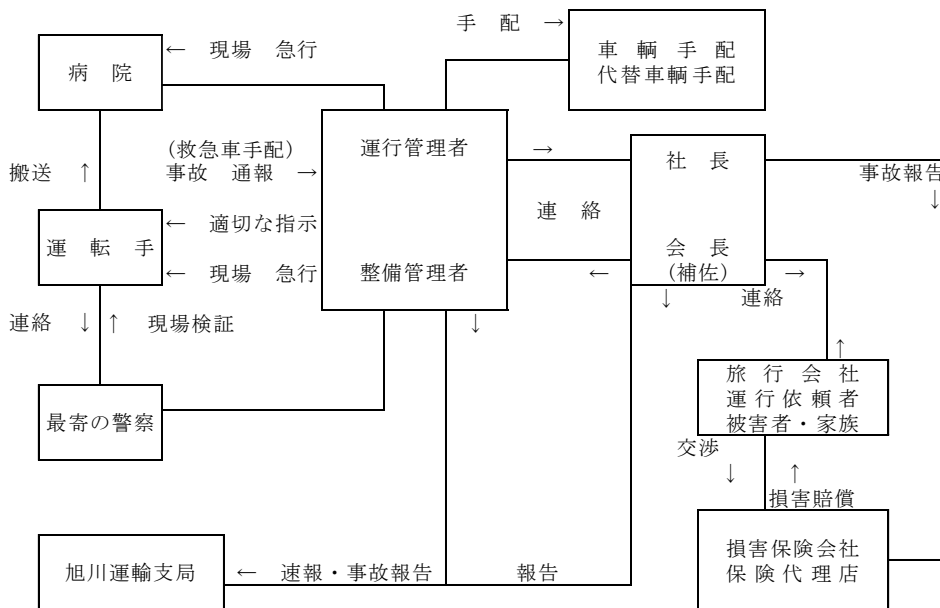 手 配 →
車 輌 手 配
代替車輌手配
← 現場 急行
病 院
(救急車手配)
事故 通報 →
運行管理者
→
社 長
搬送 ↑
事故報告
↓
連 絡
← 適切な指示
運 転 手
会 長
(補佐)
← 現場 急行
整備管理者
←
→
↓
連絡
連絡 ↓ ↑ 現場検証
↓
↑
旅 行 会 社
運 行 依 頼 者
被害者・家族
最寄の警察
交渉
↓ ↑
損害賠償
損害保険会社
保 険 代 理 店
旭川運輸支局
← 速報・事故報告
報告